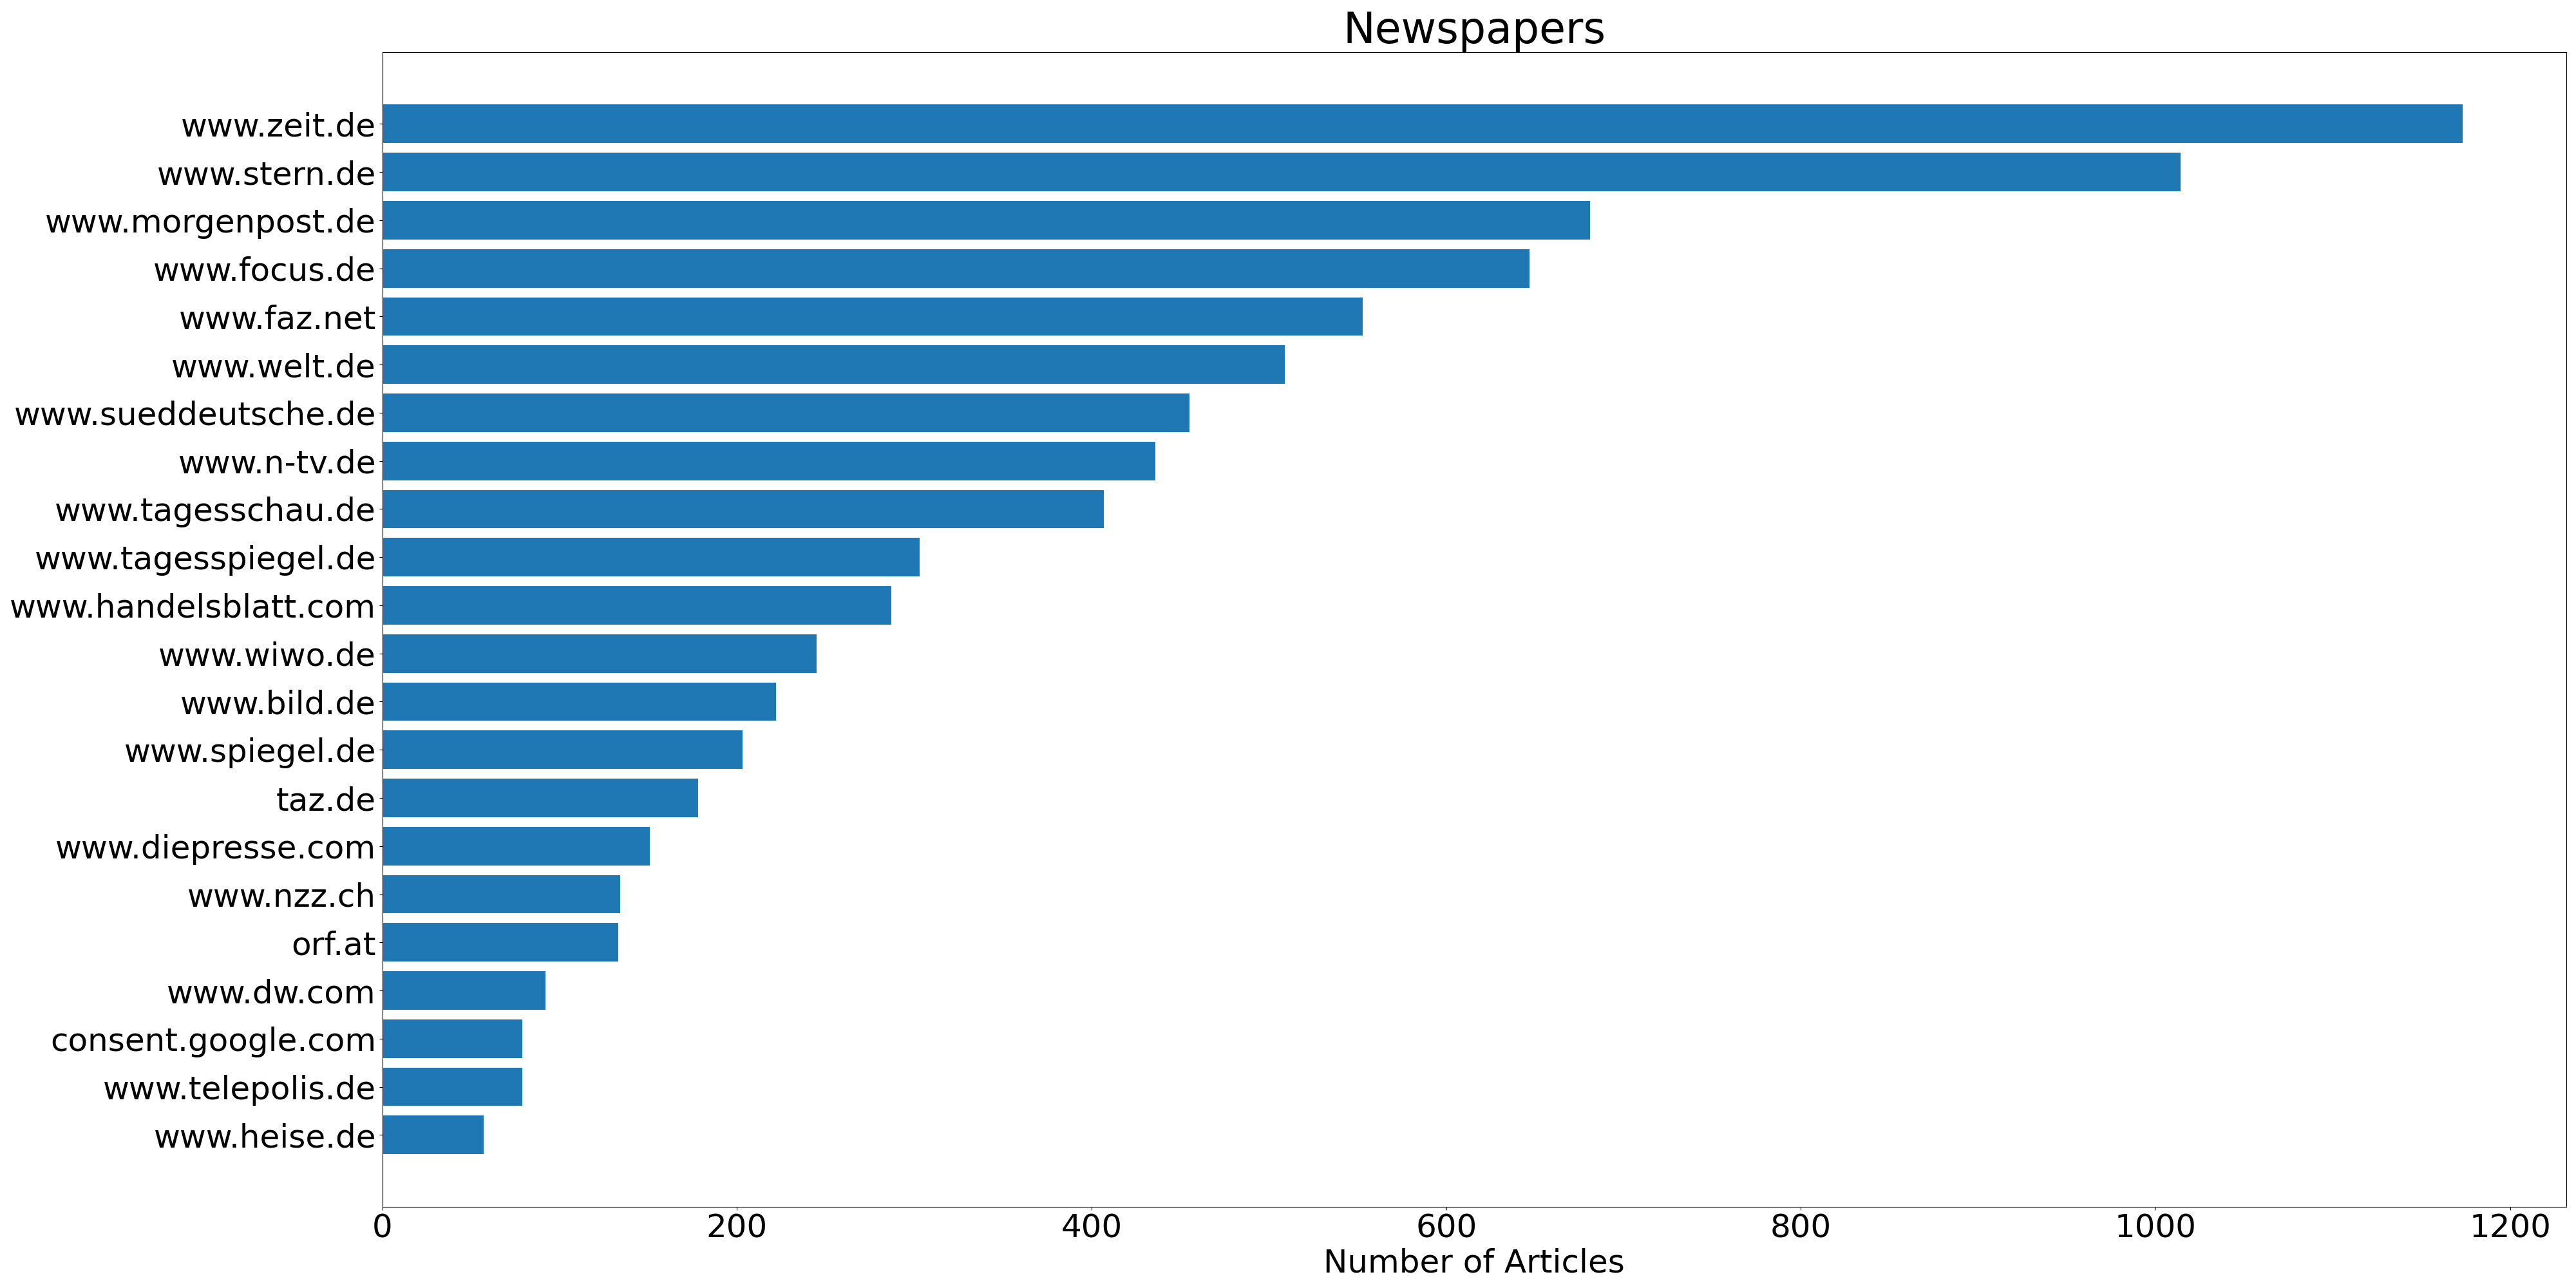 Newspapers
www.zeit.de
www.stern.de
www.morgenpost.de
www.focus.de
www.faz.net
www.welt.de
www.sueddeutsche.de
www.n-tv.de
www.tagesschau.de
www.tagesspiegel.de
www.handelsblatt.com
www.wiwo.de
www.bild.de
www.spiegel.de
taz.de
www.diepresse.com
www.nzz.ch
orf.at
www.dw.com
consent.google.com
www.telepolis.de
www.heise.de
0 200 400 600 800 1000 1200
Number of Articles